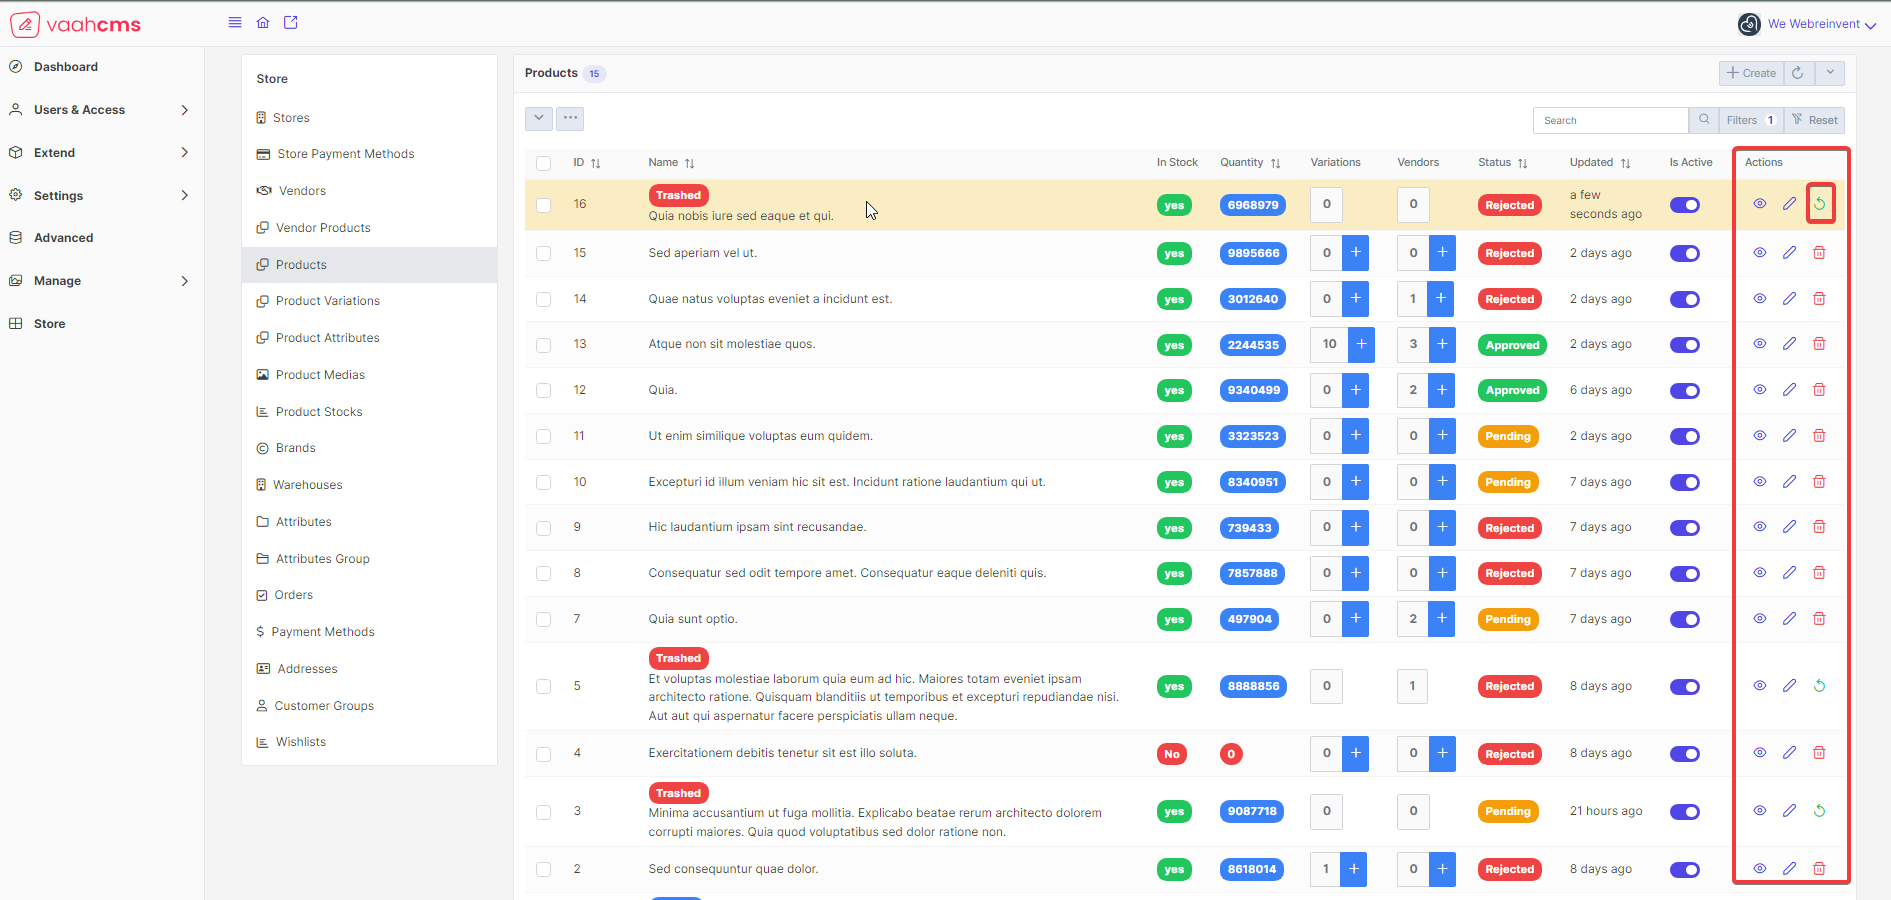 vaahcms
We Webreinvent
Dashboard
Users & Access
Extend
Settings
Advanced
Manage
Store
Store
Stores
Store Payment Methods
Vendors
Vendor Products
Products
Product Variations
Product Attributes
Product Medias
Product Stocks
Brands
Warehouses
Attributes
Attributes Group
Orders
Payment Methods
Addresses
Customer Groups
Wishlists
Products 15
Create
Search
Filters 1
Reset
ID Name In Stock Quantity Variations Vendors Status Updated Is Active Actions
16 Trashed
Quia nobis iure sed eaque et qui. yes 6968979 0 0 Rejected a few
seconds ago
15 Sed aperiam vel ut. yes 9895666 0 + 0 + Rejected 2 days ago
14 Quae natus voluptas eveniet a incidunt est. yes 3012640 0 + 1 + Rejected 2 days ago
13 Atque non sit molestiae quos. yes 2244535 10 + 3 + Approved 2 days ago
12 Quia. yes 9340499 0 + 2 + Approved 6 days ago
11 Ut enim similique voluptas eum quidem. yes 3323523 0 + 0 + Pending 2 days ago
10 Excepturi id illum veniam hic sit est. Incidunt ratione laudantium qui ut. yes 8340951 0 + 0 + Pending 7 days ago
9 Hic laudantium ipsam sint recusandae. yes 739433 0 + 0 + Rejected 7 days ago
8 Consequatur sed odit tempore amet. Consequatur eaque deleniti quis. yes 7857888 0 + 0 + Rejected 7 days ago
7 Quia sunt optio. yes 497904 0 + 2 + Pending 7 days ago
5 Trashed
Et voluptas molestiae laborum quia eum ad hic. Maiores totam eveniet ipsam
architecto ratione. Quisquam blanditiis ut temporibus et excepturi repudiandae nisi.
Aut aut qui aspernatur facere perspiciatis ullam neque. yes 8888856 0 1 Rejected 8 days ago
4 Exercitationem debitis tenetur sit est illo soluta. No 0 0 + 0 + Rejected 8 days ago
3 Trashed
Minima accusantium ut fuga mollitia. Explicabo beatae rerum architecto dolorem
corrupti maiores. Quia quod voluptatibus sed dolor ratione non. yes 9087718 0 0 Pending 21 hours ago
2 Sed consequuntur quae dolor. yes 8618014 1 + 0 + Rejected 8 days ago